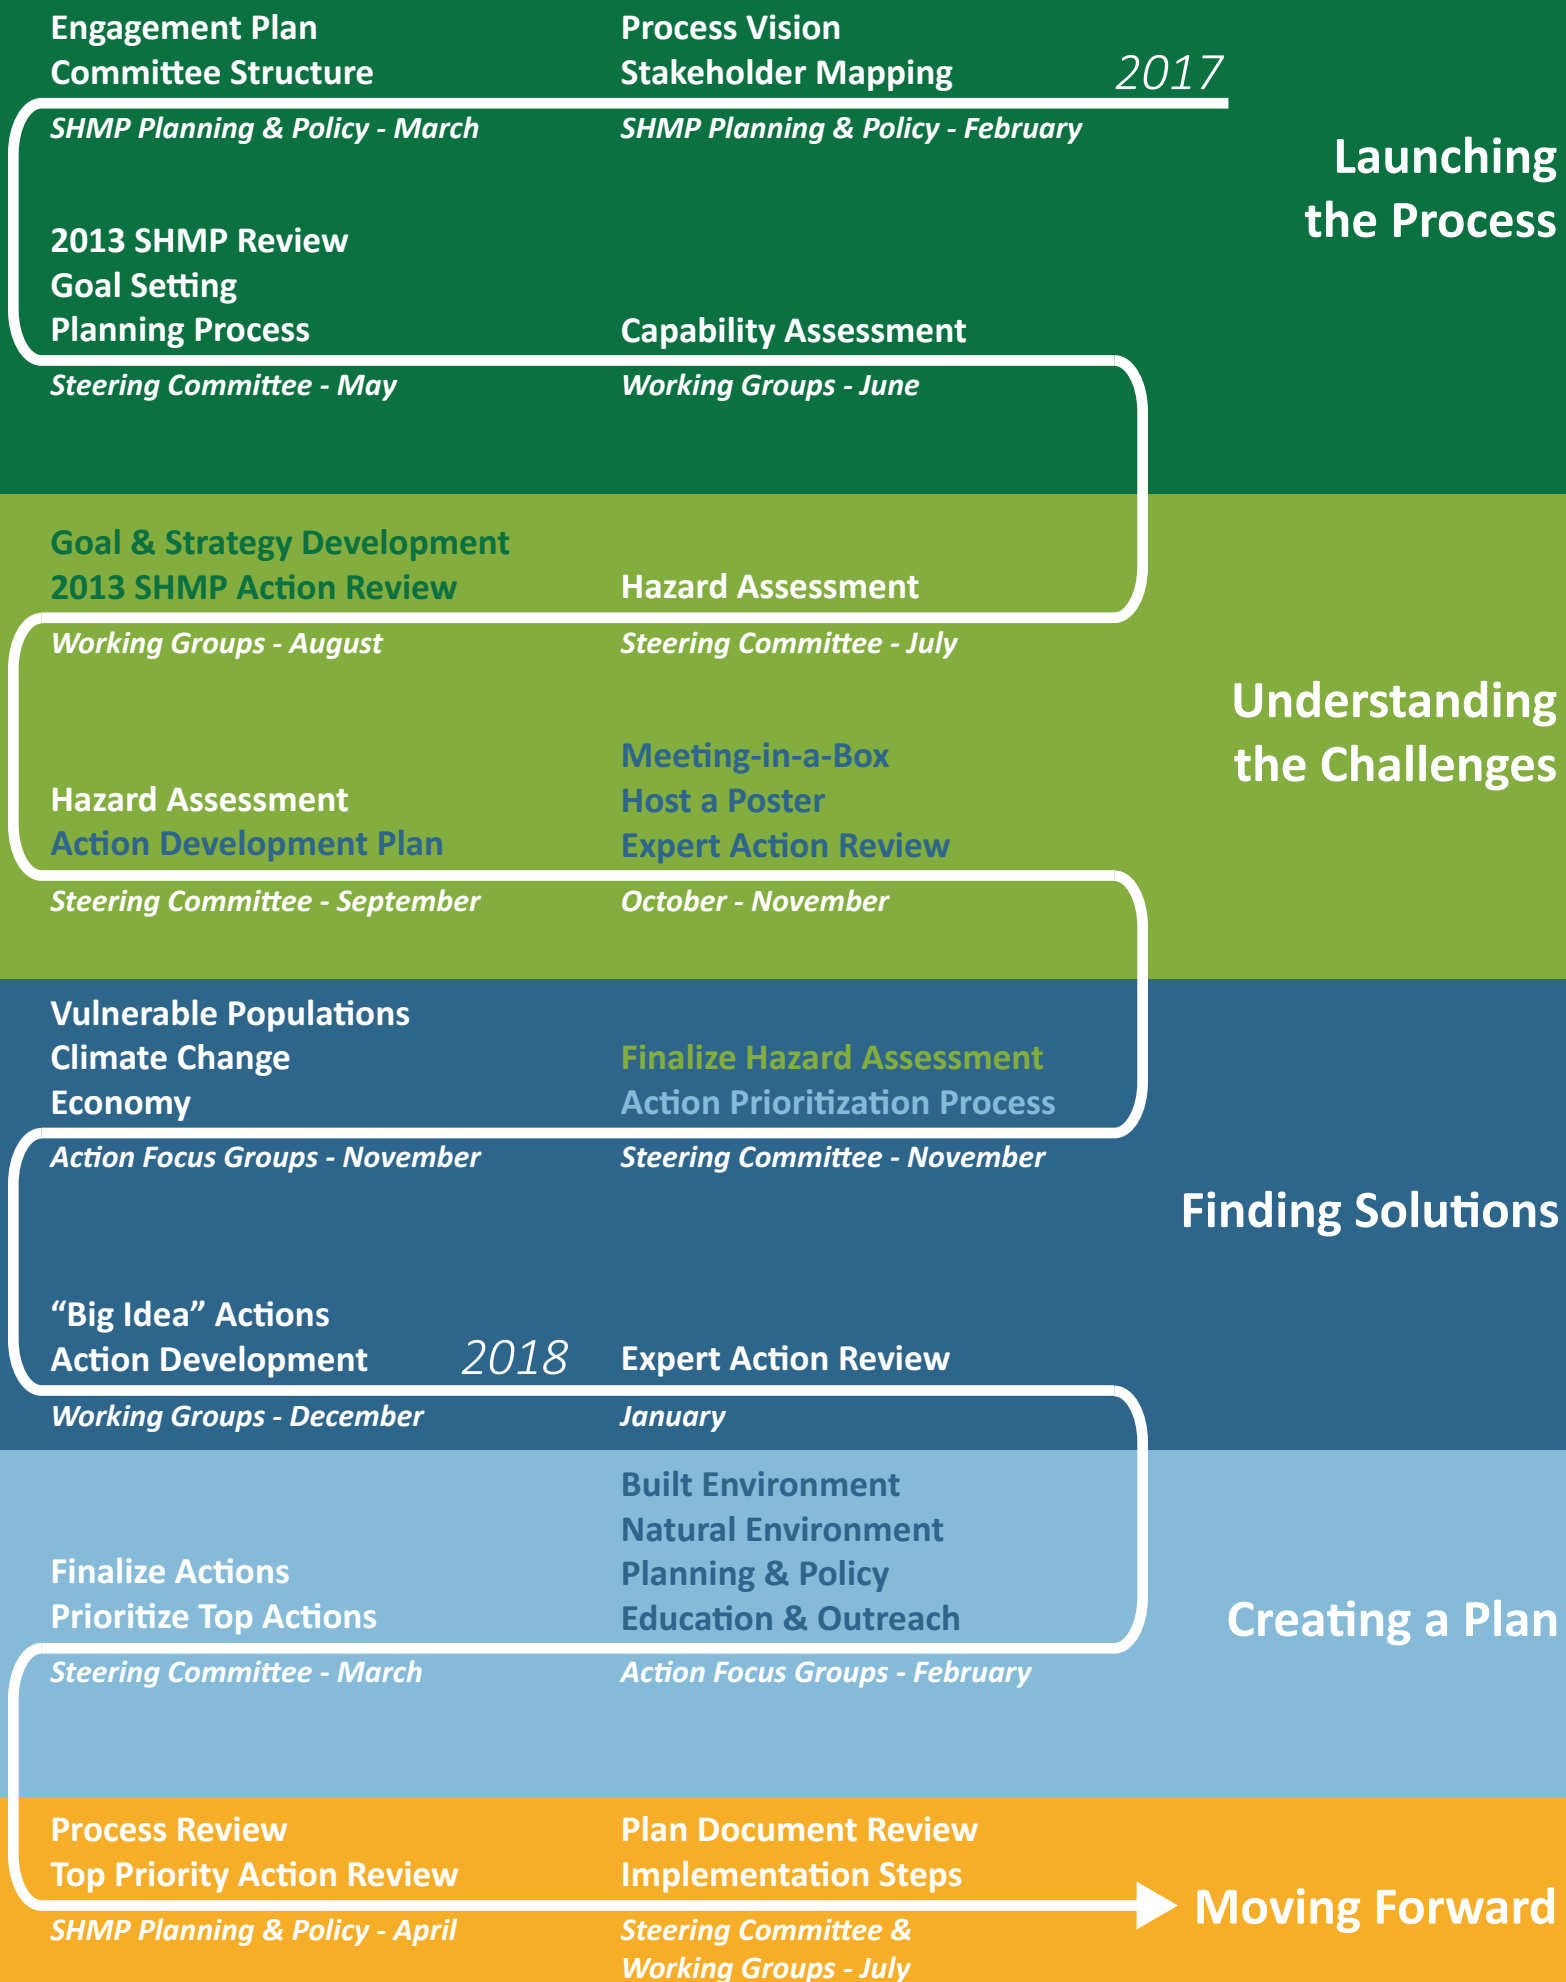 Engagement Plan
Committee Structure
SHMP Planning & Policy - March
Process Vision
Stakeholder Mapping
SHMP Planning & Policy - February
2017
Launching
the Process
2013 SHMP Review
Goal Setting
Planning Process
Steering Committee - May
Capability Assessment
Working Groups - June
Goal & Strategy Development
2013 SHMP Action Review
Working Groups - August
Hazard Assessment
Steering Committee - July
Understanding
the Challenges
Hazard Assessment
Action Development Plan
Steering Committee - September
Meeting-in-a-Box
Host a Poster
Expert Action Review
October - November
Vulnerable Populations
Climate Change
Economy
Action Focus Groups - November
Finalize Hazard Assessment
Action Prioritization Process
Steering Committee - November
Finding Solutions
“Big Idea” Actions
Action Development
Working Groups - December
2018
Expert Action Review
January
Finalize Actions
Prioritize Top Actions
Steering Committee - March
Built Environment
Natural Environment
Planning & Policy
Education & Outreach
Action Focus Groups - February
Creating a Plan
Process Review
Top Priority Action Review
SHMP Planning & Policy - April
Plan Document Review
Implementation Steps
Steering Committee &
Working Groups - July
Moving Forward